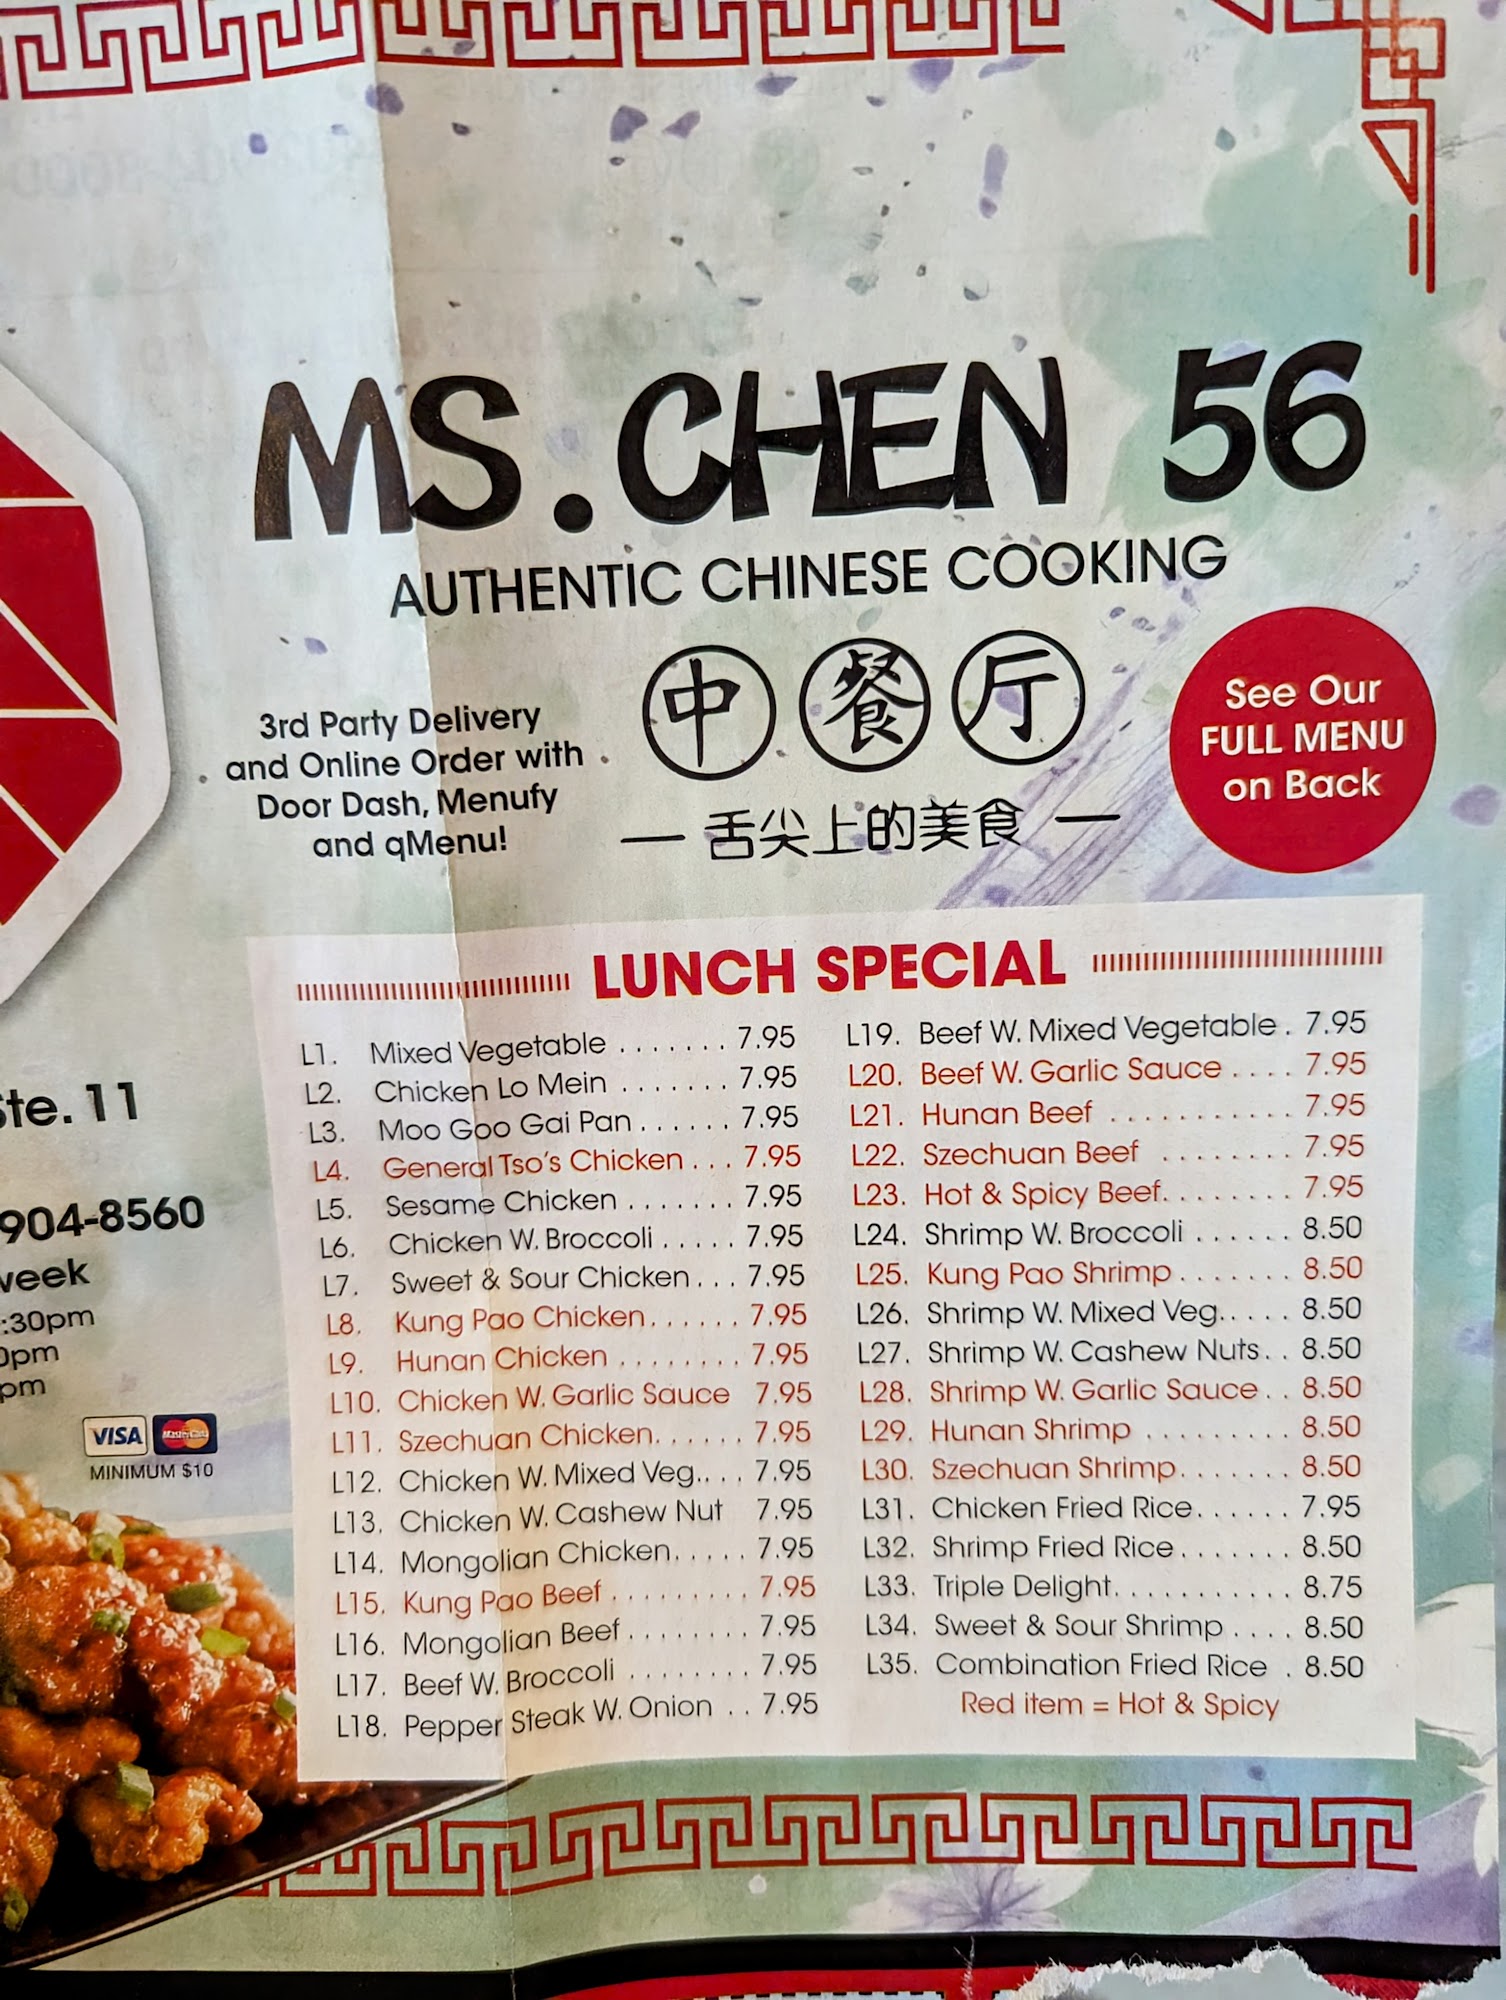 MS. CHEN 56
AUTHENTIC CHINESE COOKING
中餐厅
— 舌尖上的美食 —
3rd Party Delivery
and Online Order with
Door Dash, Menufy
and qMenu!
See Our
FULL MENU
on Back
Ste. 11
904-8560
week
:30pm
0pm
pm
VISA MasterCard
MINIMUM $10
LUNCH SPECIAL
L1. Mixed Vegetable . . . . . . . 7.95
L2. Chicken Lo Mein . . . . . . . 7.95
L3. Moo Goo Gai Pan . . . . . . 7.95
L4. General Tso's Chicken . . . 7.95
L5. Sesame Chicken . . . . . . . 7.95
L6. Chicken W. Broccoli . . . . . 7.95
L7. Sweet & Sour Chicken . . . 7.95
L8. Kung Pao Chicken . . . . . . 7.95
L9. Hunan Chicken . . . . . . . . 7.95
L10. Chicken W. Garlic Sauce 7.95
L11. Szechuan Chicken. . . . . . 7.95
L12. Chicken W. Mixed Veg.. . . 7.95
L13. Chicken W. Cashew Nut 7.95
L14. Mongolian Chicken. . . . . 7.95
L15. Kung Pao Beef . . . . . . . . . 7.95
L16. Mongolian Beef . . . . . . . . 7.95
L17. Beef W. Broccoli . . . . . . . . 7.95
L18. Pepper Steak W. Onion . . 7.95
L19. Beef W. Mixed Vegetable . 7.95
L20. Beef W. Garlic Sauce . . . . 7.95
L21. Hunan Beef . . . . . . . . . . . 7.95
L22. Szechuan Beef . . . . . . . . 7.95
L23. Hot & Spicy Beef. . . . . . . . 7.95
L24. Shrimp W. Broccoli . . . . . . 8.50
L25. Kung Pao Shrimp . . . . . . . 8.50
L26. Shrimp W. Mixed Veg.. . . . . 8.50
L27. Shrimp W. Cashew Nuts. . 8.50
L28. Shrimp W. Garlic Sauce . . 8.50
L29. Hunan Shrimp . . . . . . . . . 8.50
L30. Szechuan Shrimp. . . . . . . 8.50
L31. Chicken Fried Rice. . . . . . 7.95
L32. Shrimp Fried Rice . . . . . . . 8.50
L33. Triple Delight. . . . . . . . . . . 8.75
L34. Sweet & Sour Shrimp . . . . 8.50
L35. Combination Fried Rice . 8.50
Red item = Hot & Spicy